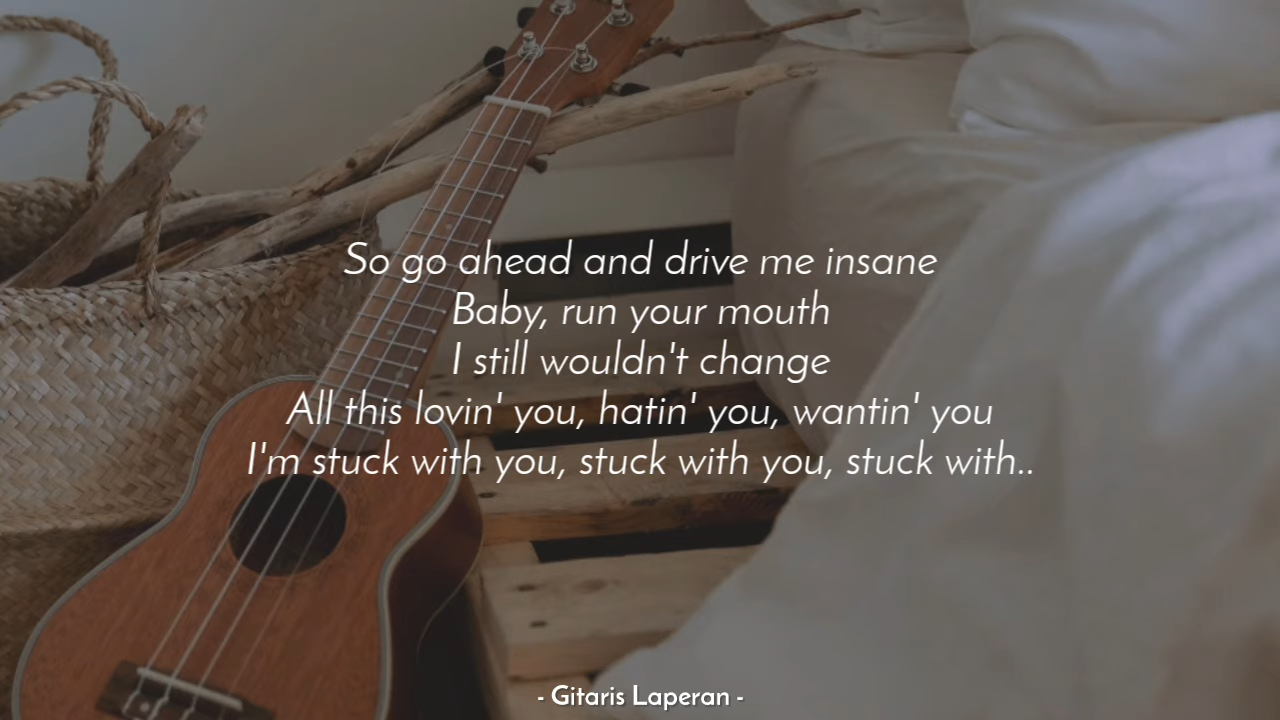 So go ahead and drive me insane
Baby, run your mouth
I still wouldn't change
All this lovin' you, hatin' you, wantin' you
I'm stuck with you, stuck with you, stuck with..
- Gitaris Laperan -